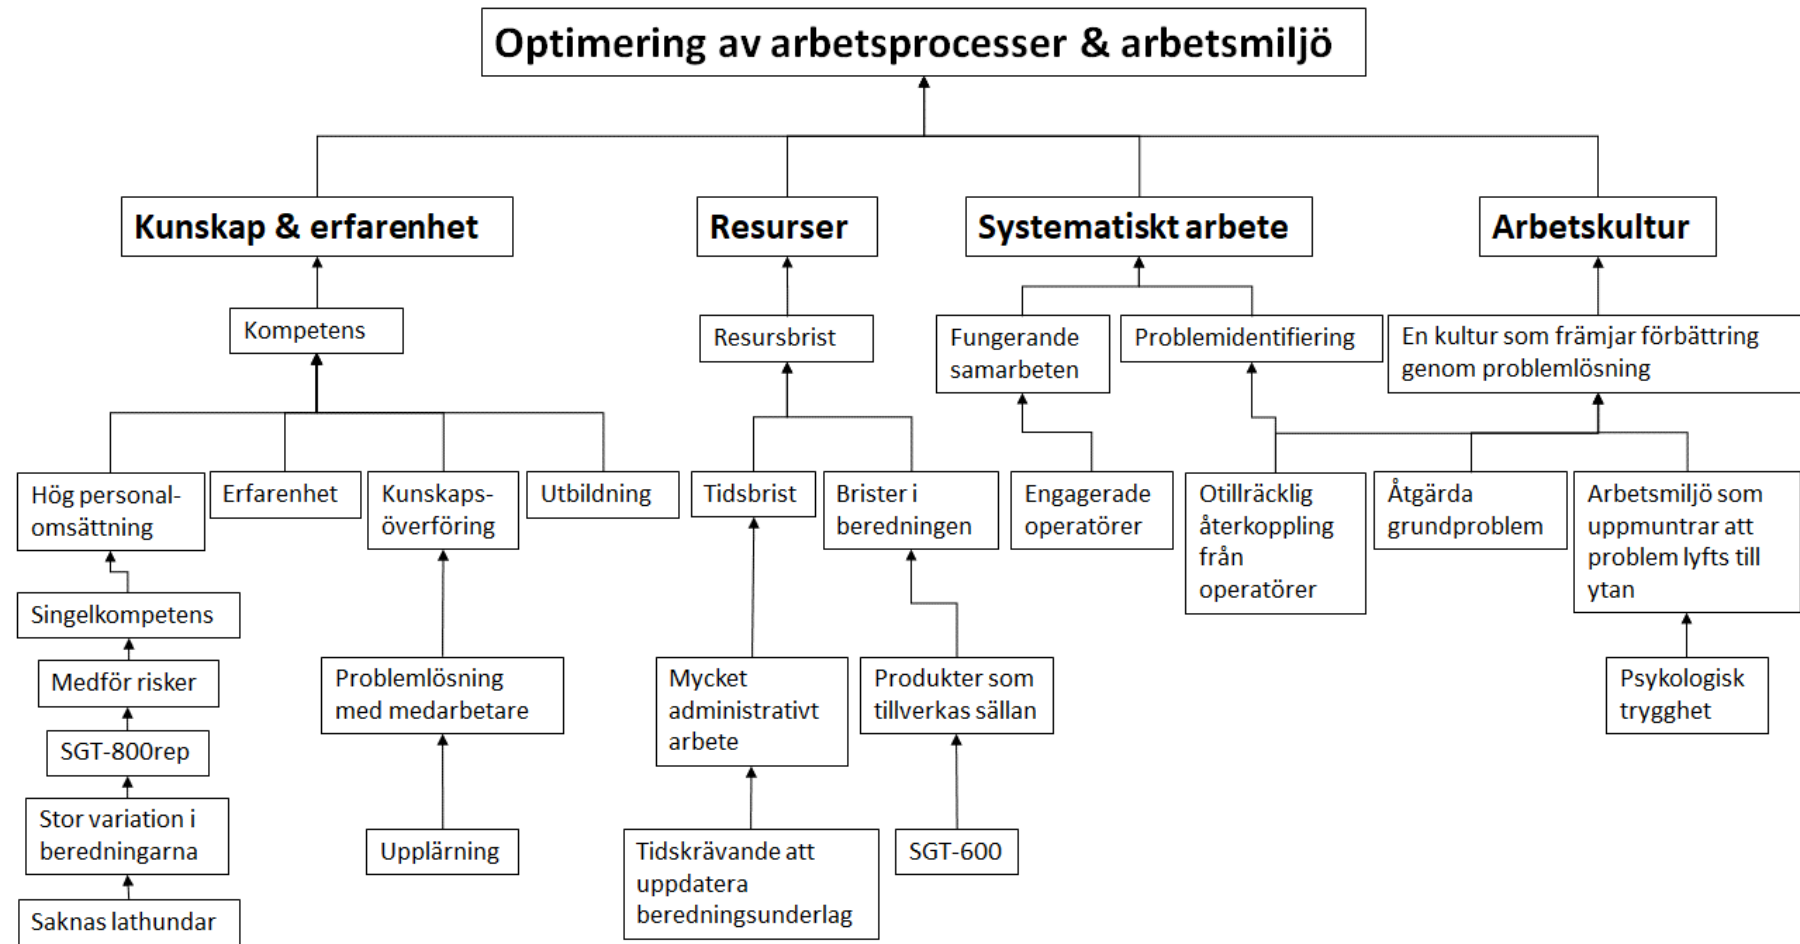 Optimering av arbetsprocesser & arbetsmiljö
Kunskap & erfarenhet
Resurser
Systematiskt arbete
Arbetskultur
Kompetens
Resursbrist
Fungerande
samarbeten
Problemidentifiering
En kultur som främjar förbättring
genom problemlösning
Hög personal-
omsättning
Erfarenhet
Kunskaps-
överföring
Utbildning
Tidsbrist
Brister i
beredningen
Engagerade
operatörer
Otillräcklig
återkoppling
från
operatörer
Åtgärda
grundproblem
Arbetsmiljö som
uppmuntrar att
problem lyfts till
ytan
Singelkompetens
Medför risker
SGT-800rep
Stor variation i
beredningarna
Saknas lathundar
Problemlösning
med medarbetare
Upplärning
Mycket
administrativt
arbete
Tidskrävande att
uppdatera
beredningsunderlag
Produkter som
tillverkas sällan
SGT-600
Psykologisk
trygghet